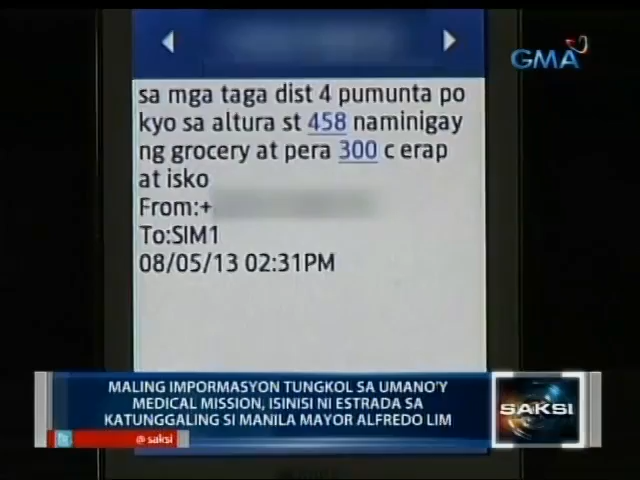 GMA
sa mga taga dist 4 pumunta po
kyo sa altura st 458 naminigay
ng grocery at pera 300 c erap
at isko
From:+
To:SIM1
08/05/13 02:31PM
MALING IMPORMASYON TUNGKOL SA UMANO'Y
MEDICAL MISSION, ISINISI NI ESTRADA SA
KATUNGGALING SI MANILA MAYOR ALFREDO LIM
SAKSI
@ saksi